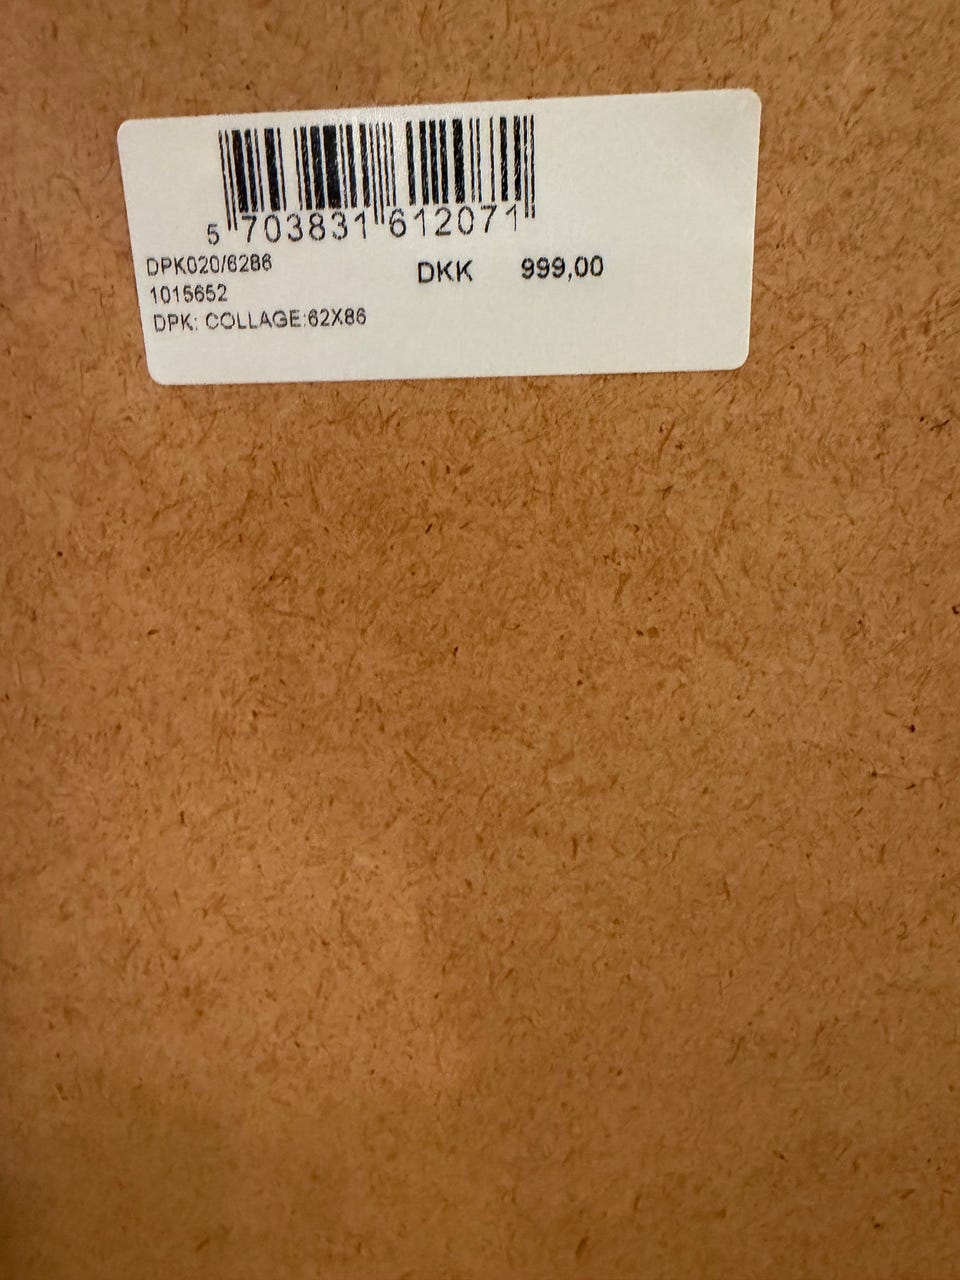 5 703831 612071
DPK020/6286
DKK 999,00
1015652
DPK: COLLAGE:62X86